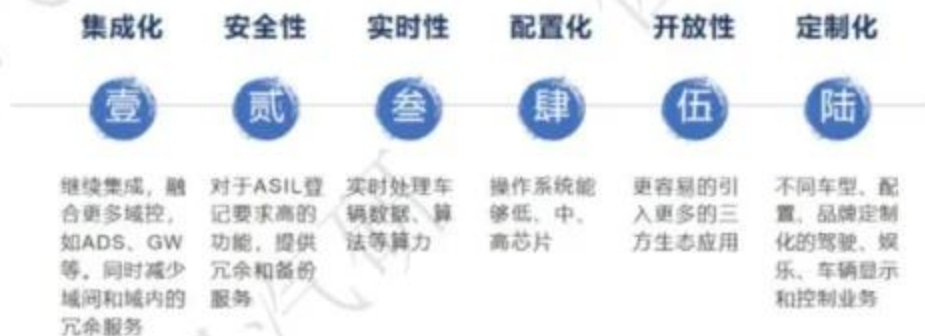 集成化 安全性 实时性 配置化 开放性 定制化
壹 贰 叁 肆 伍 陆
继续集成，融
合更多域控，
如ADS、GW
等。同时减少
域间和域内的
冗余服务
对于ASIL登
记要求高的
功能，提供
冗余和备份
服务
实时处理车
辆数据、算
法等算力
操作系统能
够低、中、
高芯片
更容易的引
入更多的三
方生态应用
不同车型、配
置、品牌定制
化的驾驶、娱
乐、车辆显示
和控制业务